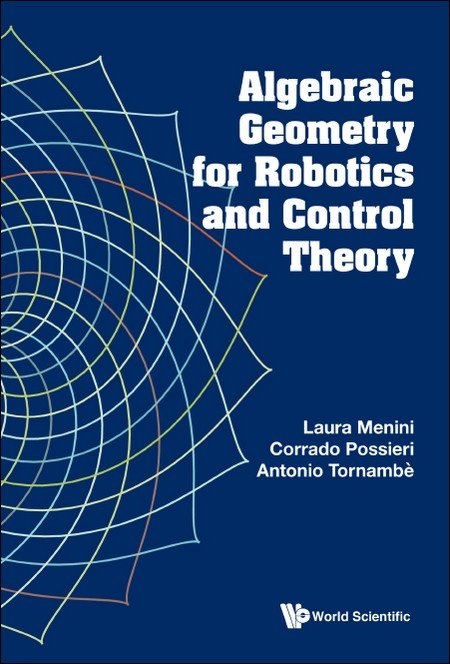 Algebraic
Geometry
for Robotics
and Control
Theory
Laura Menini
Corrado Possieri
Antonio Tornambè
World Scientific